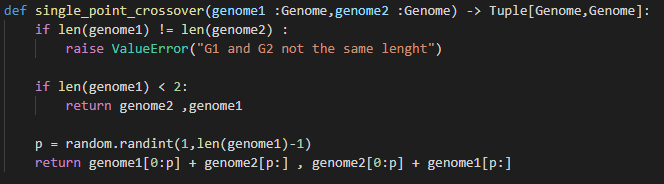 def single_point_crossover(genome1 :Genome,genome2 :Genome) -> Tuple[Genome,Genome]:
    if len(genome1) != len(genome2) :
        raise ValueError("G1 and G2 not the same lenght")
    if len(genome1) < 2:
        return genome2 ,genome1
    p = random.randint(1,len(genome1)-1)
    return genome1[0:p] + genome2[p:] , genome2[0:p] + genome1[p:]